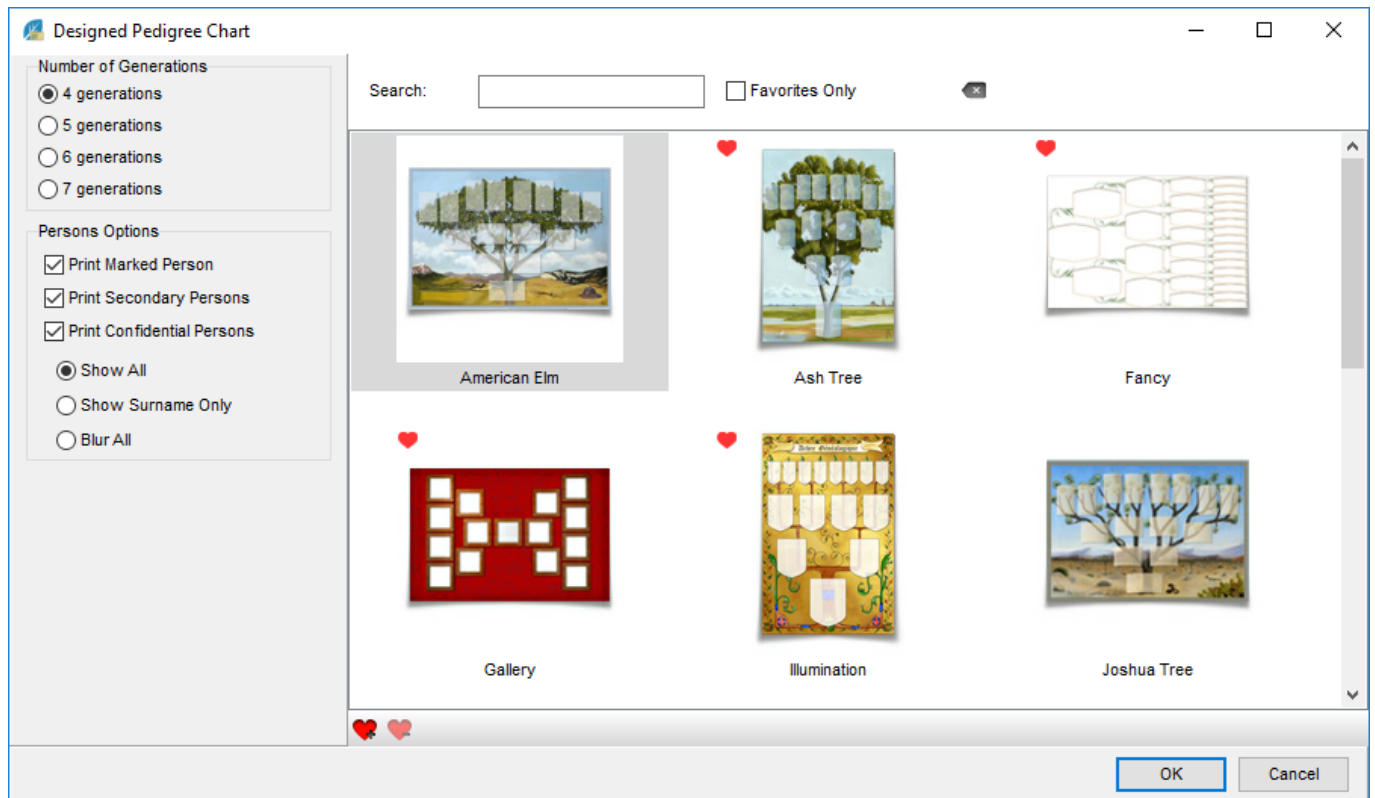 Designed Pedigree Chart
Number of Generations
4 generations
5 generations
6 generations
7 generations
Persons Options
Print Marked Person
Print Secondary Persons
Print Confidential Persons
Show All
Show Surname Only
Blur All
Search:
Favorites Only
American Elm
Ash Tree
Fancy
Gallery
Illumination
Joshua Tree
OK
Cancel